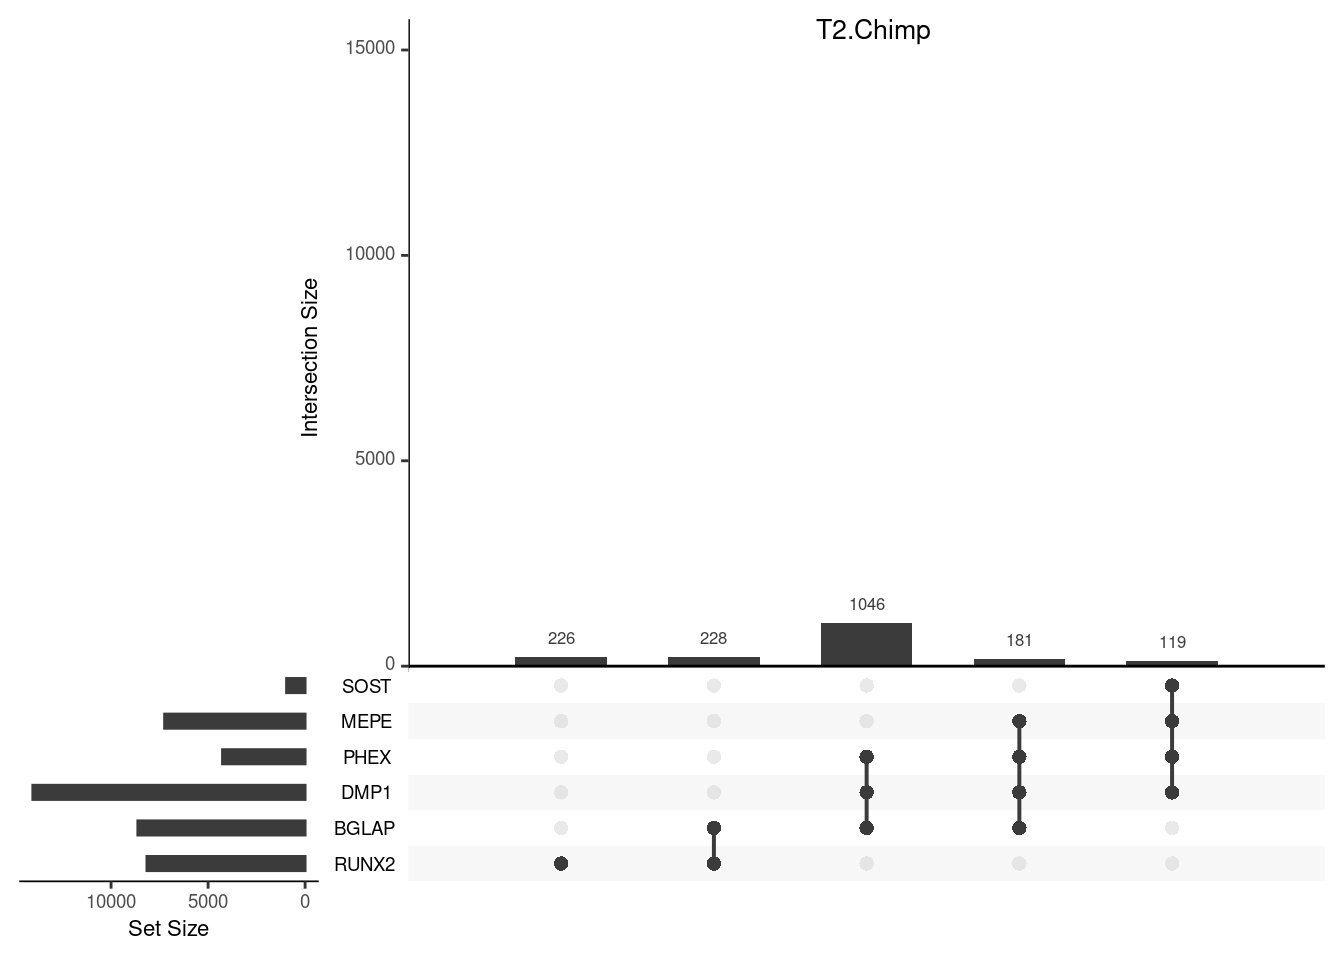 T2.Chimp
15000
10000
5000
0
Intersection Size
226
228
1046
181
119
SOST
MEPE
PHEX
DMP1
BGLAP
RUNX2
10000 5000 0
Set Size